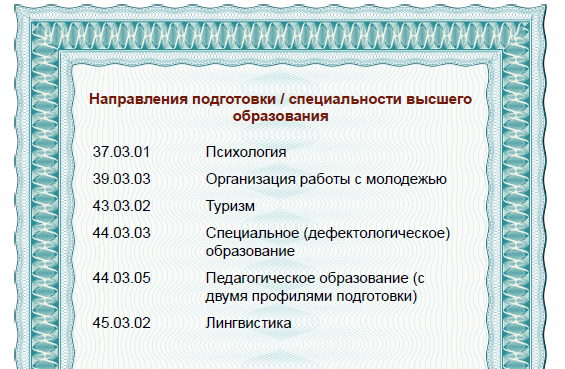 Направления подготовки / специальности высшего
образования
37.03.01 Психология
39.03.03 Организация работы с молодежью
43.03.02 Туризм
44.03.03 Специальное (дефектологическое)
образование
44.03.05 Педагогическое образование (с
двумя профилями подготовки)
45.03.02 Лингвистика